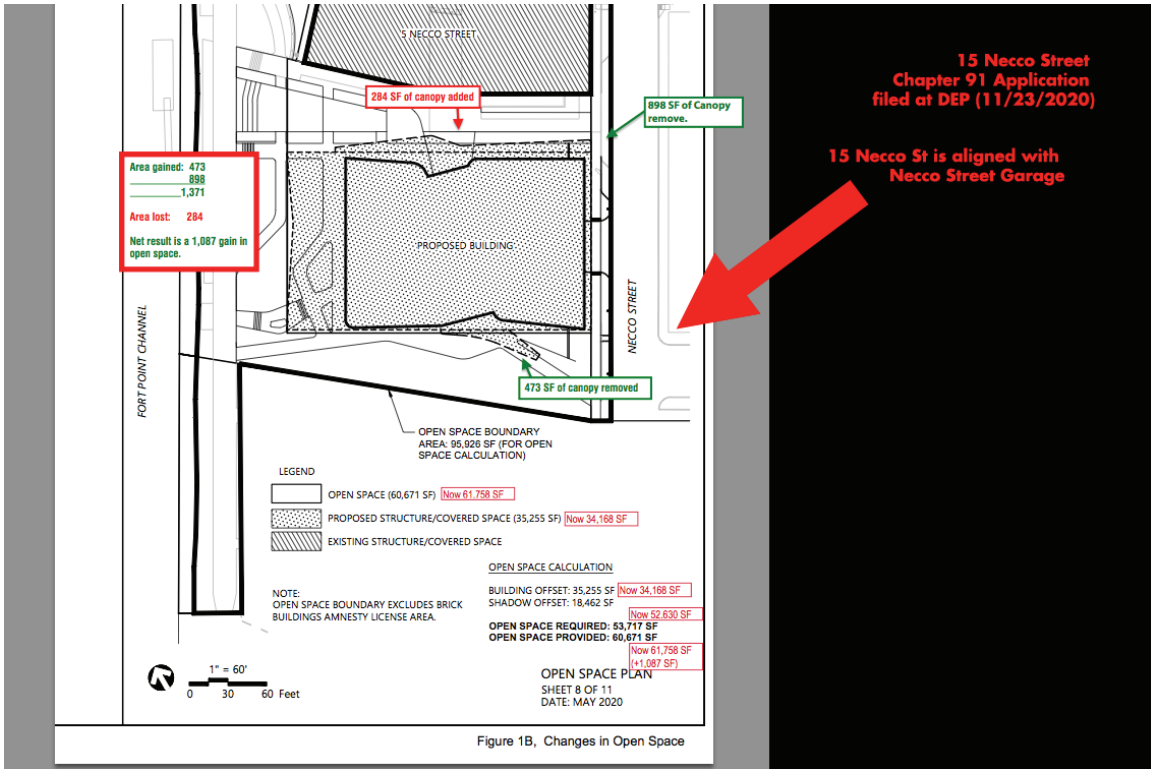 5 NECCO STREET
284 SF of canopy added
898 SF of Canopy
remove.
15 Necco Street
Chapter 91 Application
filed at DEP (11/23/2020)
15 Necco St is aligned with
Necco Street Garage
Area gained: 473
898
1,371
Area lost: 284
Net result is a 1,087 gain in
open space.
PROPOSED BUILDING
FORT POINT CHANNEL
NECCO STREET
473 SF of canopy removed
OPEN SPACE BOUNDARY
AREA: 95,926 SF (FOR OPEN
SPACE CALCULATION)
LEGEND
OPEN SPACE (60,671 SF) Now 61.758 SF
PROPOSED STRUCTURE/COVERED SPACE (35,255 SF) Now 34,168 SF
EXISTING STRUCTURE/COVERED SPACE
NOTE:
OPEN SPACE BOUNDARY EXCLUDES BRICK
BUILDINGS AMNESTY LICENSE AREA.
OPEN SPACE CALCULATION
BUILDING OFFSET: 35,255 SF Now 34,168 SF
SHADOW OFFSET: 18,462 SF
Now 52,630 SF
OPEN SPACE REQUIRED: 53,717 SF
OPEN SPACE PROVIDED: 60,671 SF
Now 61,758 SF
(+1,087 SF)
1" = 60'
0 30 60 Feet
OPEN SPACE PLAN
SHEET 8 OF 11
DATE: MAY 2020
Figure 1B, Changes in Open Space